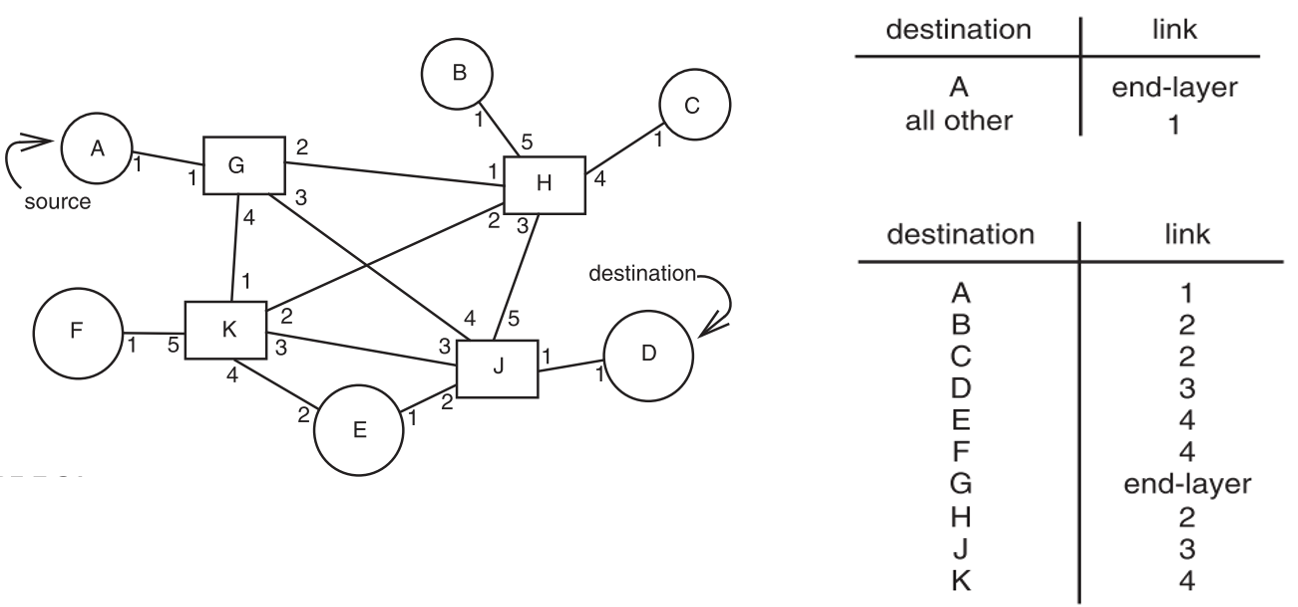 B
C
1
1
5
4
A
1
source
1
G
2
3
4
1
2
3
H
destination
1
2
3
K
5
4
F
1
4
5
3
J
1
2
D
1
2
E
1
destination link
A end-layer
all other 1
destination link
A 1
B 2
C 2
D 3
E 4
F 4
G end-layer
H 2
J 3
K 4